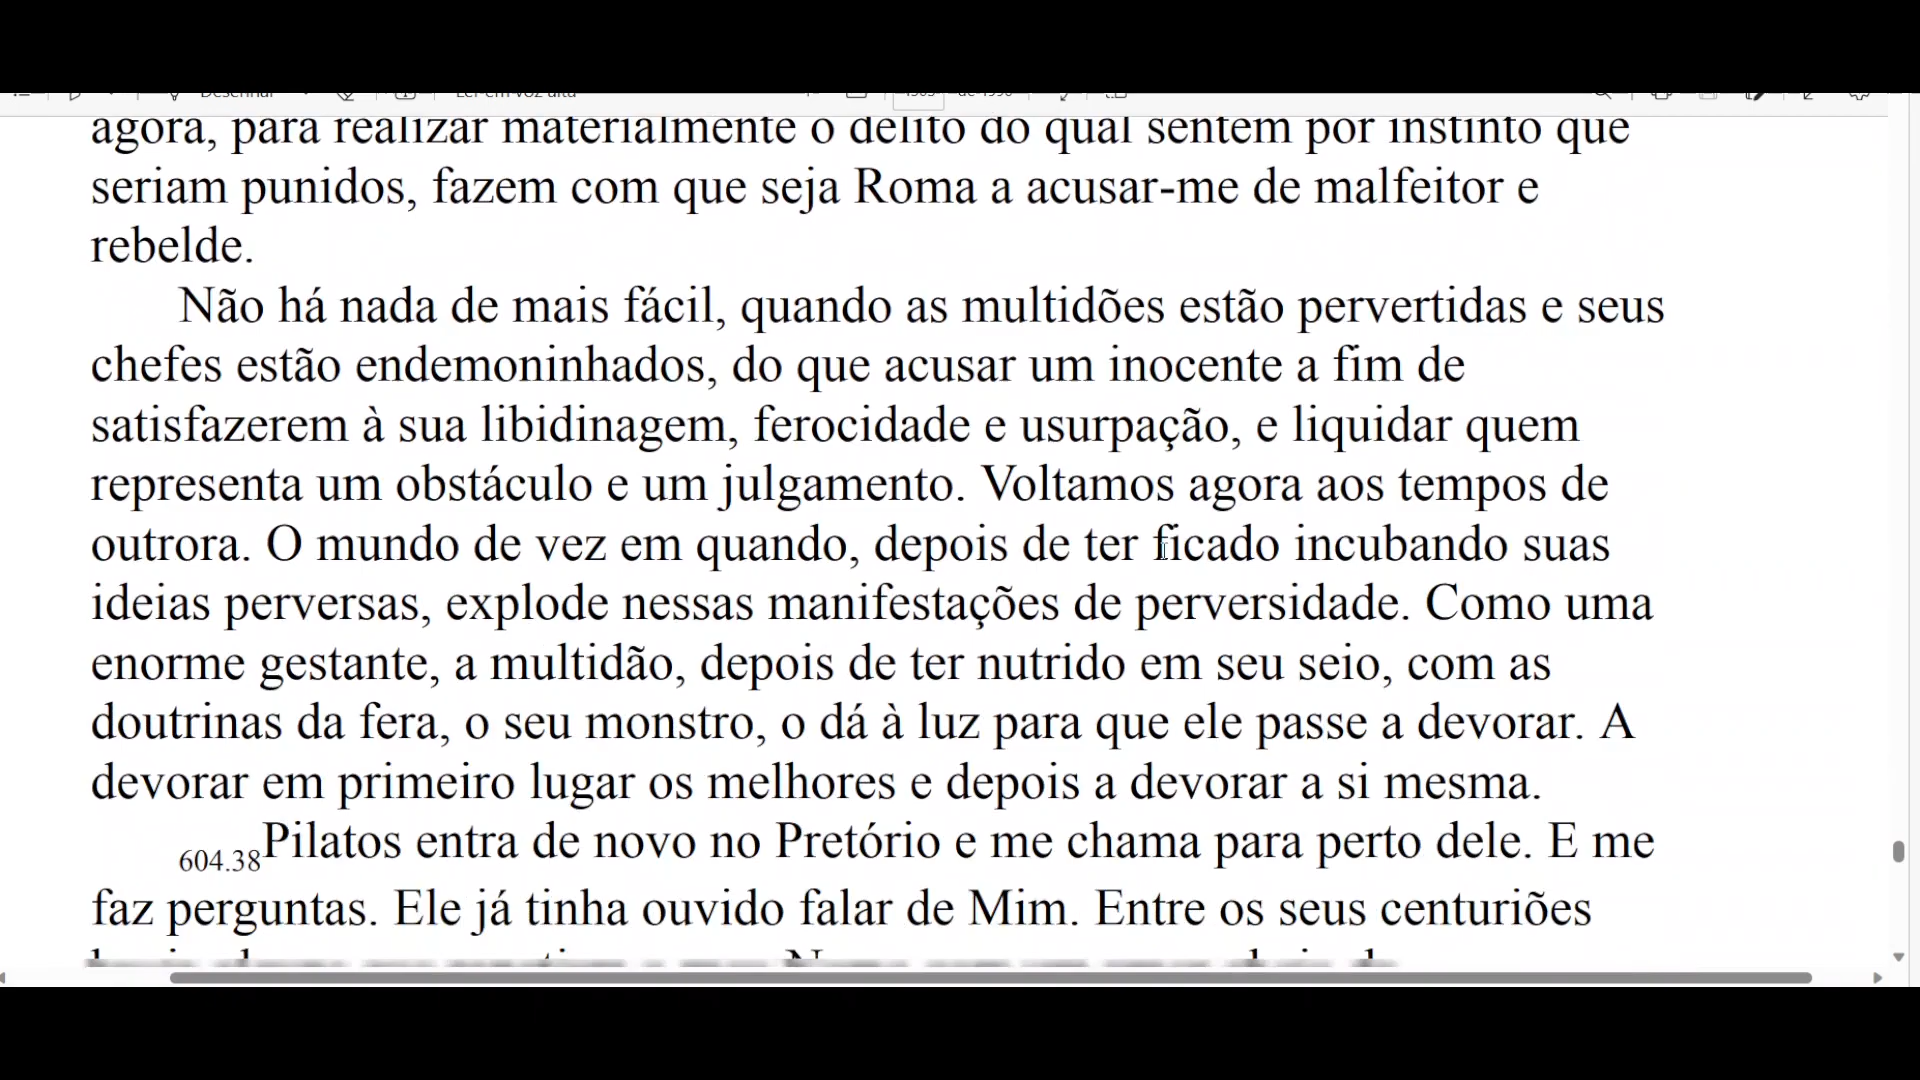 Desenhar
Ler em voz alta
agora, para realizar materialmente o delito do qual sentem por instinto que
seriam punidos, fazem com que seja Roma a acusar-me de malfeitor e
rebelde.
Não há nada de mais fácil, quando as multidões estão pervertidas e seus
chefes estão endemoninhados, do que acusar um inocente a fim de
satisfazerem à sua libidinagem, ferocidade e usurpação, e liquidar quem
representa um obstáculo e um julgamento. Voltamos agora aos tempos de
outrora. O mundo de vez em quando, depois de ter ficado incubando suas
ideias perversas, explode nessas manifestações de perversidade. Como uma
enorme gestante, a multidão, depois de ter nutrido em seu seio, com as
doutrinas da fera, o seu monstro, o dá à luz para que ele passe a devorar. A
devorar em primeiro lugar os melhores e depois a devorar a si mesma.
604.38Pilatos entra de novo no Pretório e me chama para perto dele. E me
faz perguntas. Ele já tinha ouvido falar de Mim. Entre os seus centuriões